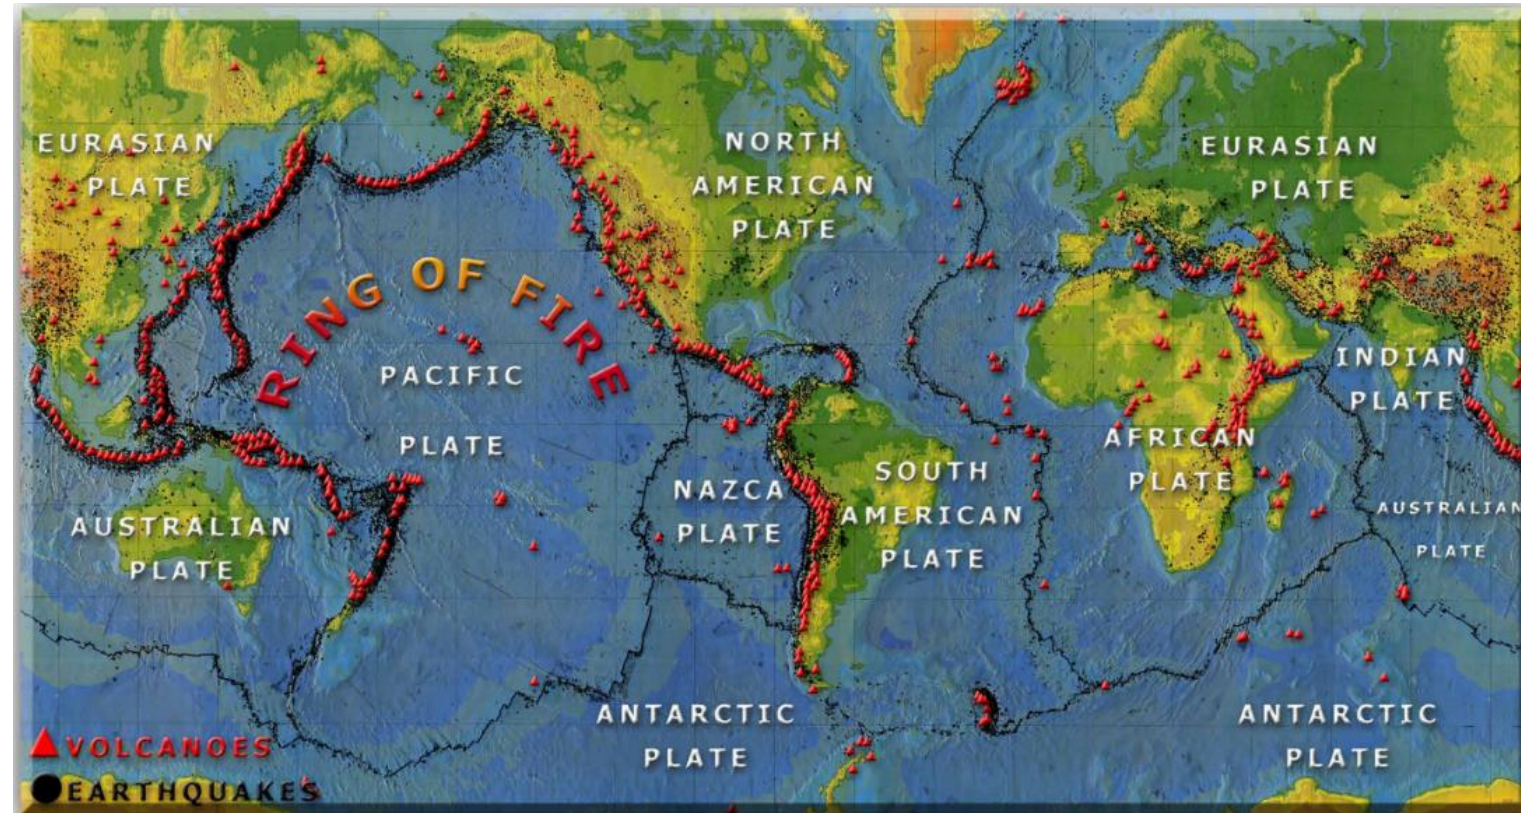 EURASIAN
PLATE
NORTH
AMERICAN
PLATE
EURASIAN
PLATE
RING OF FIRE
PACIFIC
PLATE
INDIAN
PLATE
AFRICAN
PLATE
NAZCA
PLATE
SOUTH
AMERICAN
PLATE
AUSTRALIAN
PLATE
AUSTRALIAN
PLATE
ANTARCTIC
PLATE
ANTARCTIC
PLATE
VOLCANOES
EARTHQUAKES